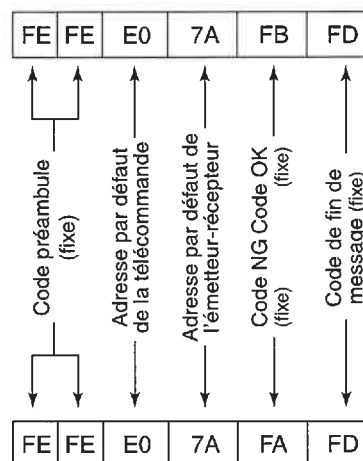 FE FE E0 7A FB FD
Code préambule
(fixe)
Adresse par défaut
de la télécommande
Adresse par défaut de
l'émetteur-récepteur
Code NG Code OK
(fixe) (fixe)
Code de fin de
message (fixe)
FE FE E0 7A FA FD